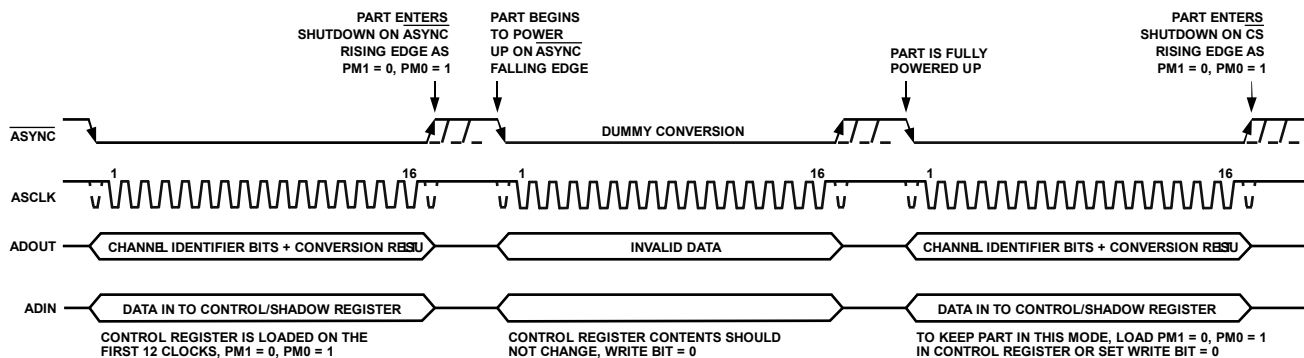 PART ENTERS
SHUTDOWN ON ASYNC
RISING EDGE AS
PM1 = 0, PM0 = 1
PART BEGINS
TO POWER
UP ON ASYNC
FALLING EDGE
PART IS FULLY
POWERED UP
PART ENTERS
SHUTDOWN ON CS
RISING EDGE AS
PM1 = 0, PM0 = 1
ASYNC
DUMMY CONVERSION
1 16 1 16 1 16
ASCLK
ADOUT CHANNEL IDENTIFIER BITS + CONVERSION INVALID DATA CHANNEL IDENTIFIER BITS + CONVERSION
ADIN DATA IN TO CONTROL/SHADOW REGISTER DATA IN TO CONTROL/SHADOW REGISTER
CONTROL REGISTER IS LOADED ON THE
FIRST 12 CLOCKS, PM1 = 0, PM0 = 1
CONTROL REGISTER CONTENTS SHOULD
NOT CHANGE, WRITE BIT = 0
TO KEEP PART IN THIS MODE, LOAD PM1 = 0, PM0 = 1
IN CONTROL REGISTER OR SET WRITE BIT = 0